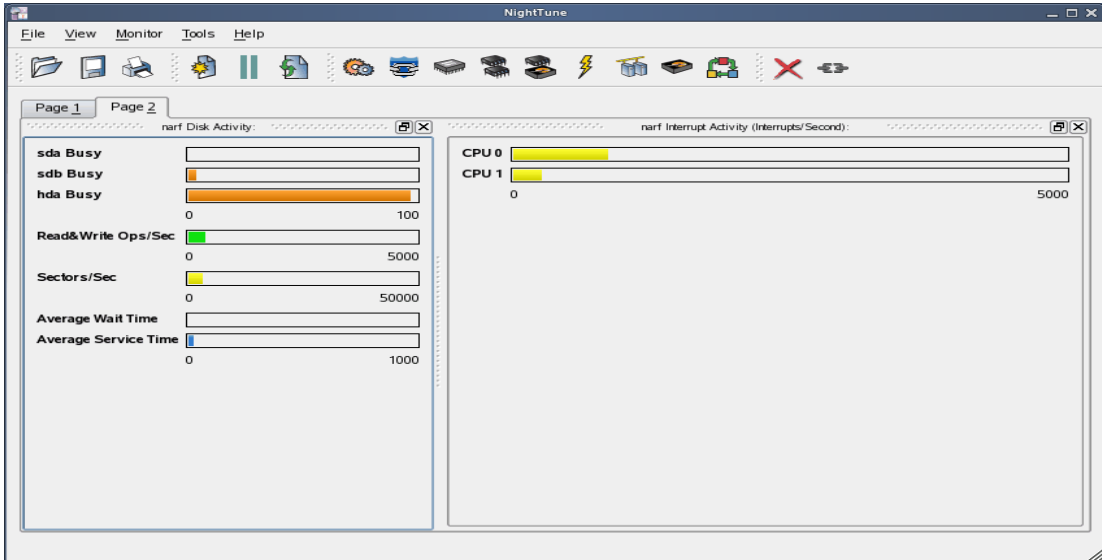 NightTune
File View Monitor Tools Help
Page 1 Page 2
narf Disk Activity:
sda Busy
sdb Busy
hda Busy
0 100
Read&Write Ops/Sec
0 5000
Sectors/Sec
0 50000
Average Wait Time
Average Service Time
0 1000
narf Interrupt Activity (Interrupts/Second):
CPU 0
CPU 1
0 5000